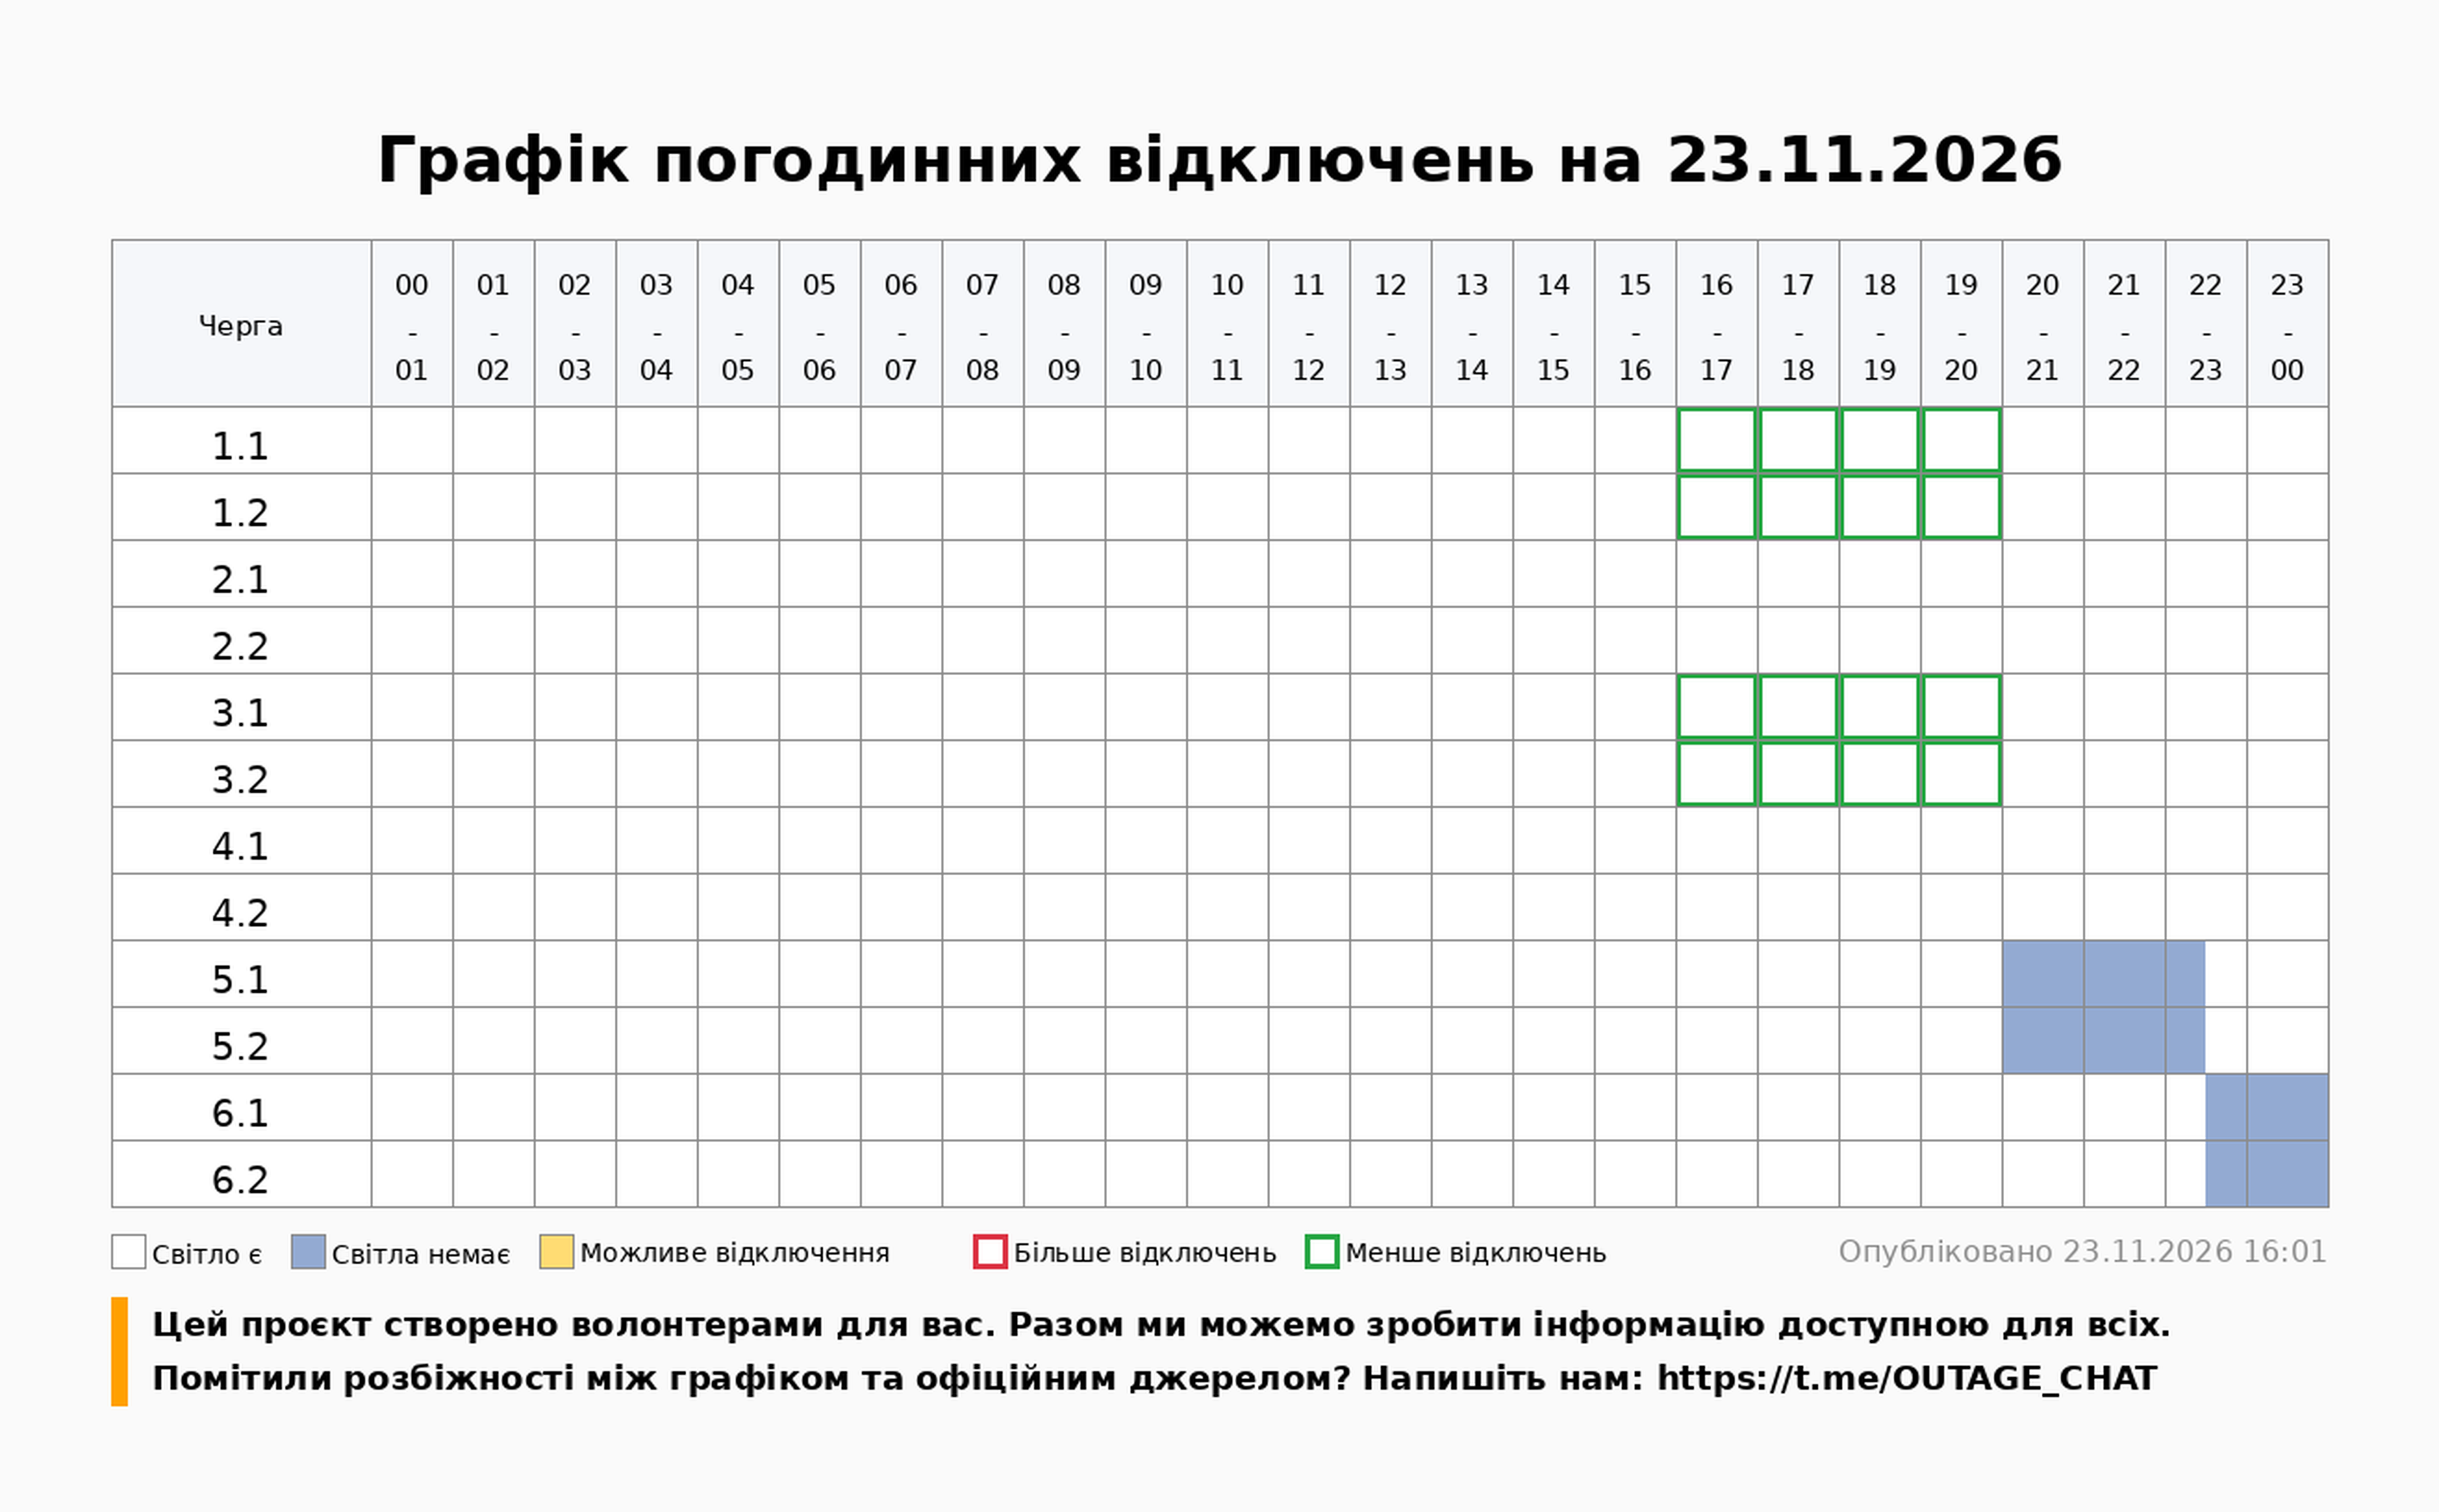 Графік погодинних відключень на 23.11.2026
Черга 00 - 01 01 - 02 02 - 03 03 - 04 04 - 05 05 - 06 06 - 07 07 - 08 08 - 09 09 - 10 10 - 11 11 - 12 12 - 13 13 - 14 14 - 15 15 - 16 16 - 17 17 - 18 18 - 19 19 - 20 20 - 21 21 - 22 22 - 23 23 - 00
1.1
1.2
2.1
2.2
3.1
3.2
4.1
4.2
5.1
5.2
6.1
6.2
Світло є Світла немає Можливе відключення Більше відключень Менше відключень Опубліковано 23.11.2026 16:01
Цей проєкт створено волонтерами для вас. Разом ми можемо зробити інформацію доступною для всіх.
Помітили розбіжності між графіком та офіційним джерелом? Напишіть нам: https://t.me/OUTAGE_CHAT